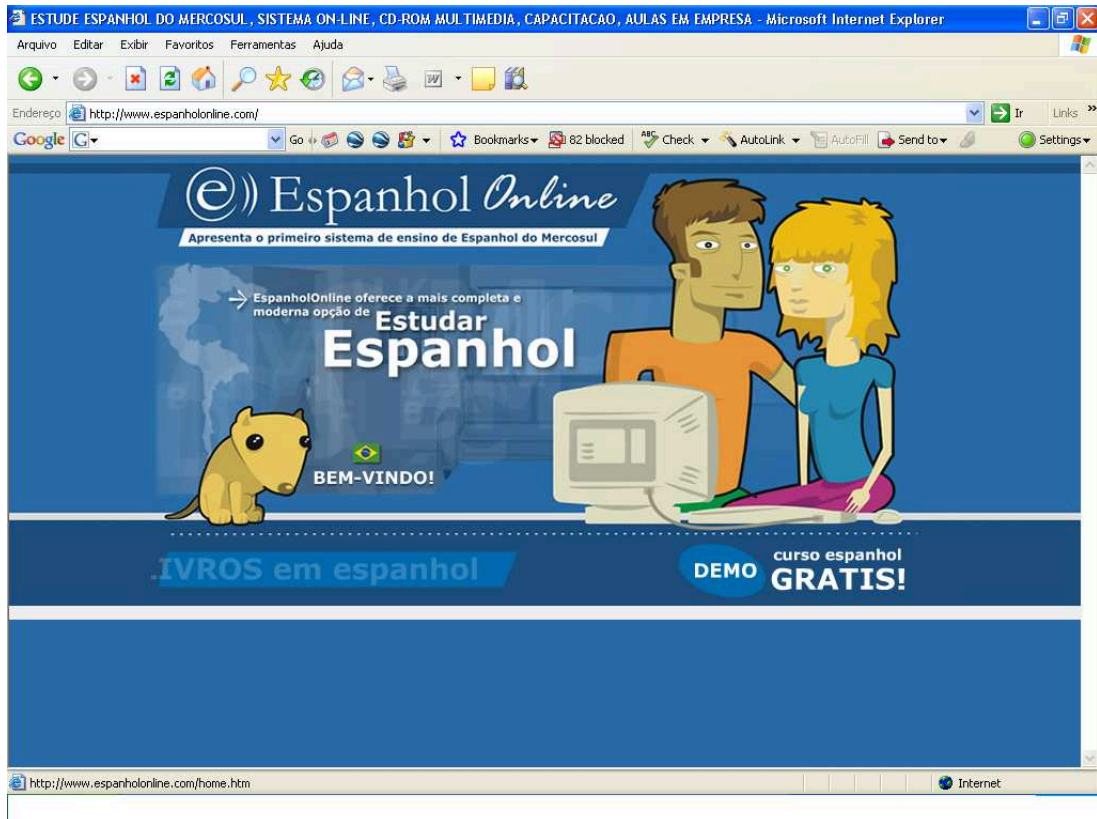 ESTUDE ESPANHOL DO MERCOSUL, SISTEMA ON-LINE, CD-ROM MULTIMEDIA, CAPACITACAO, AULAS EM EMPRESA - Microsoft Internet Explorer
Arquivo Editar Exibir Favoritos Ferramentas Ajuda
Endereço http://www.espanholonline.com/ Ir Links »
Google G Go Bookmarks 82 blocked ABC Check AutoLink AutoFill Send to Settings
e)) Espanhol Online
Apresenta o primeiro sistema de ensino de Espanhol do Mercosul
EspanholOnline oferece a mais completa e
moderna opção de Estudar
Espanhol
BEM-VINDO!
.IVROS em espanhol
DEMO curso espanhol
GRATIS!
http://www.espanholonline.com/home.htm Internet